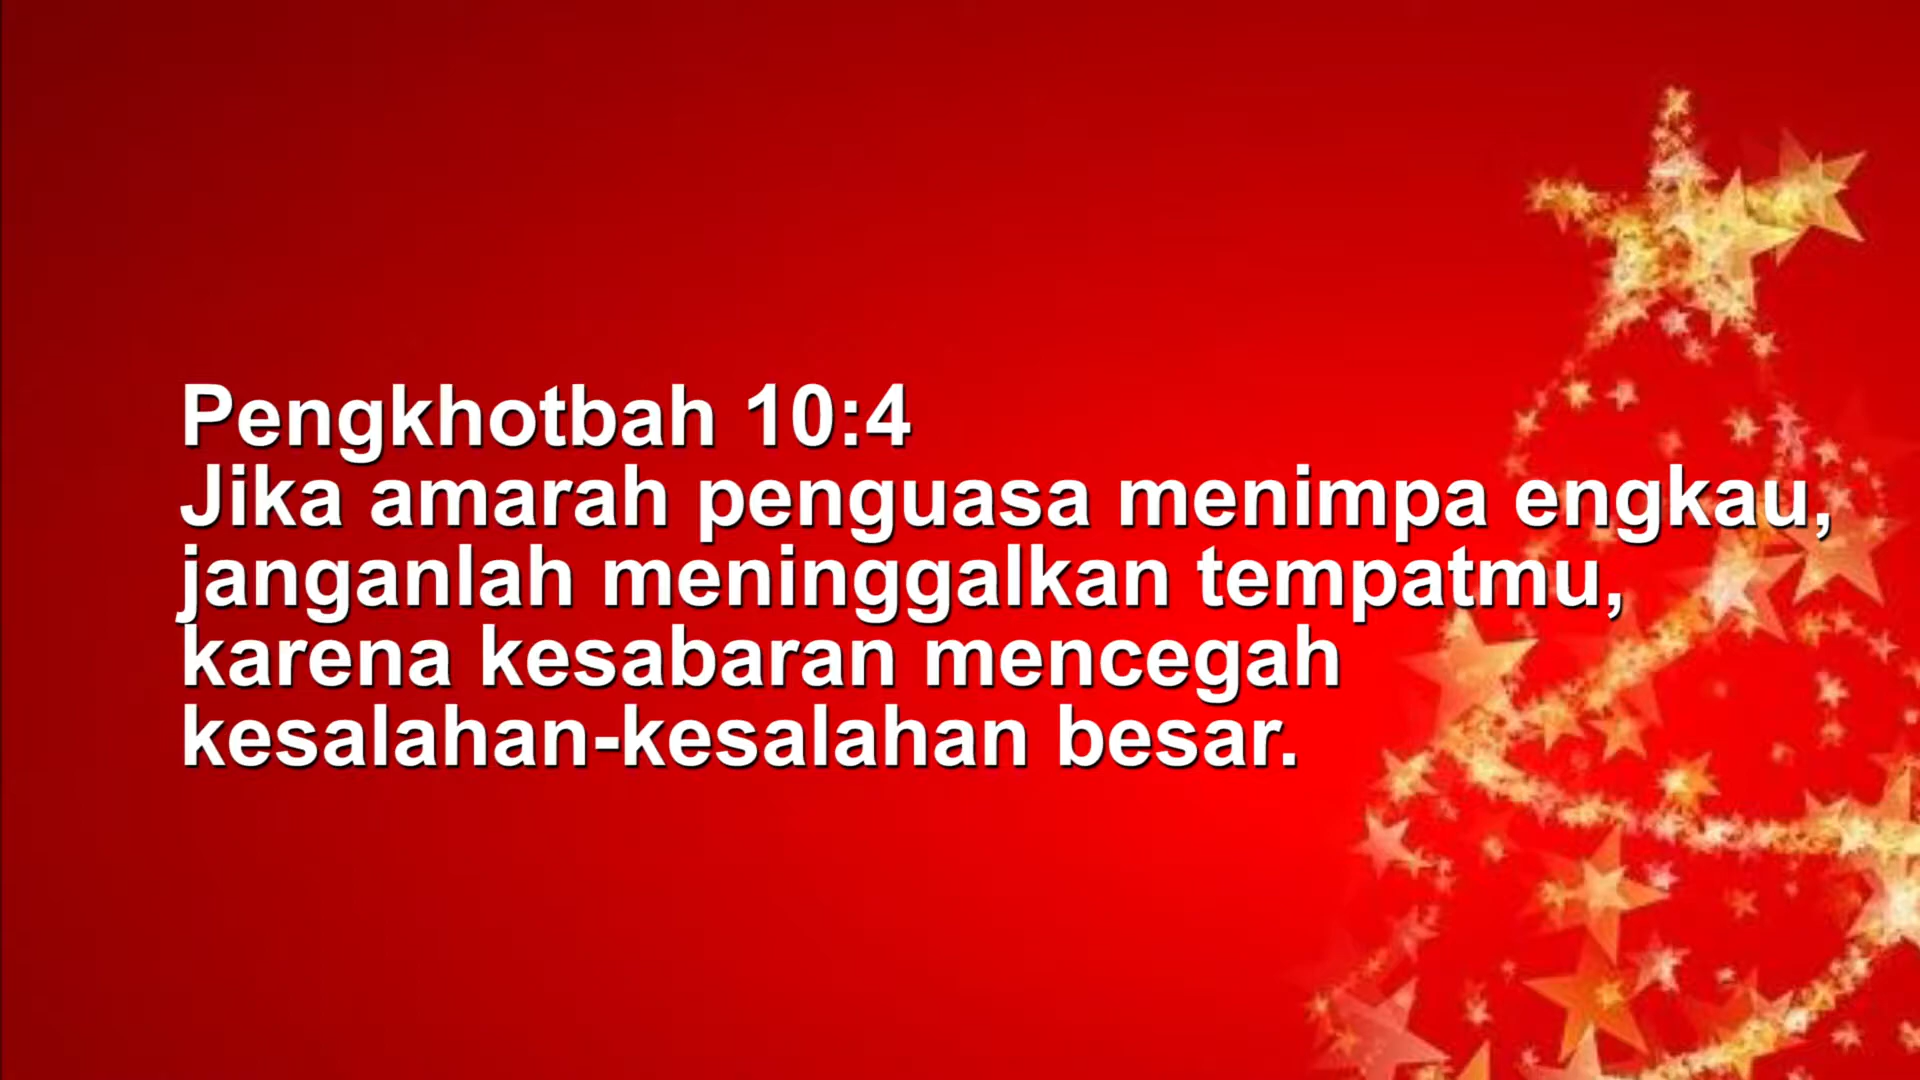 Pengkhotbah 10:4
Jika amarah penguasa menimpa engkau,
janganlah meninggalkan tempatmu,
karena kesabaran mencegah
kesalahan-kesalahan besar.